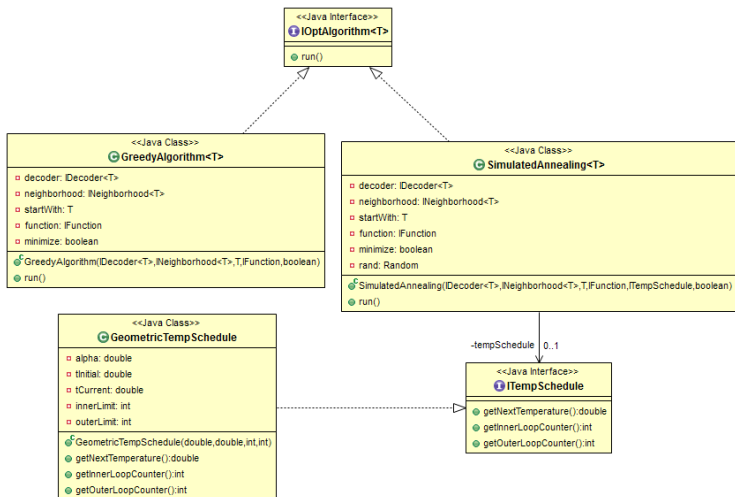 <<Java Interface>>
IOptAlgorithm<T>
run()
<<Java Class>>
GreedyAlgorithm<T>
decoder: IDecoder<T>
neighborhood: INeighborhood<T>
startWith: T
function: IFunction
minimize: boolean
GreedyAlgorithm(IDecoder<T>,INeighborhood<T>,T,IFunction,boolean)
run()
<<Java Class>>
SimulatedAnnealing<T>
decoder: IDecoder<T>
neighborhood: INeighborhood<T>
startWith: T
function: IFunction
minimize: boolean
rand: Random
SimulatedAnnealing(IDecoder<T>,INeighborhood<T>,T,IFunction,ITempSchedule,boolean)
run()
-tempSchedule 0..1
<<Java Class>>
GeometricTempSchedule
alpha: double
tInitial: double
tCurrent: double
innerLimit: int
outerLimit: int
GeometricTempSchedule(double,double,int,int)
getNextTemperature():double
getInnerLoopCounter():int
getOuterLoopCounter():int
<<Java Interface>>
ITempSchedule
getNextTemperature():double
getInnerLoopCounter():int
getOuterLoopCounter():int